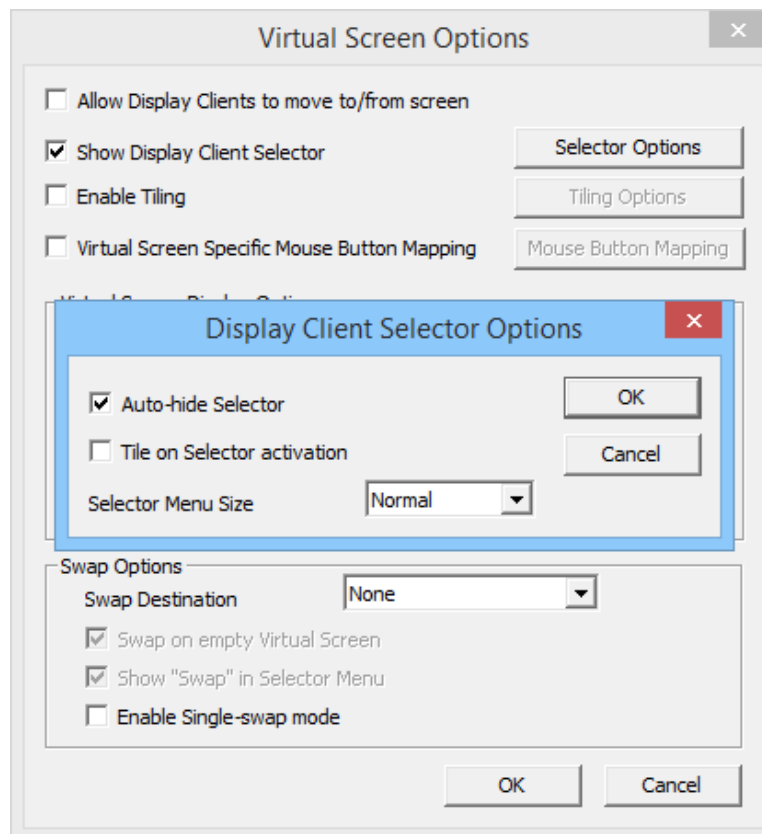 Virtual Screen Options
Allow Display Clients to move to/from screen
Show Display Client Selector
Selector Options
Enable Tiling
Tiling Options
Virtual Screen Specific Mouse Button Mapping
Mouse Button Mapping
Display Client Selector Options
Auto-hide Selector
OK
Tile on Selector activation
Cancel
Selector Menu Size
Normal
Swap Options
Swap Destination
None
Swap on empty Virtual Screen
Show "Swap" in Selector Menu
Enable Single-swap mode
OK
Cancel